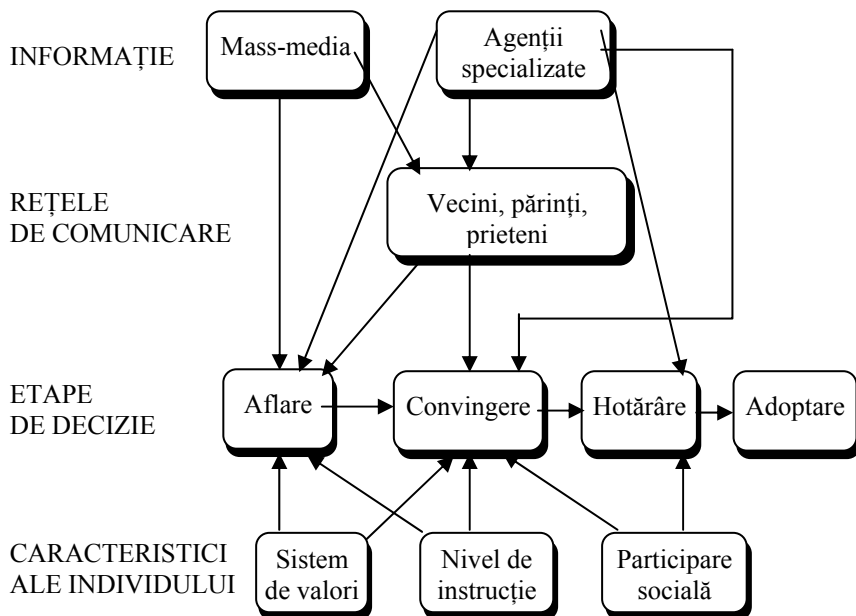 INFORMAȚIE
Mass-media
Agenții
specializate
REȚELE
DE COMUNICARE
Vecini, părinți,
prieteni
ETAPE
DE DECIZIE
Aflare
Convingere
Hotărâre
Adoptare
CARACTERISTICI
ALE INDIVIDULUI
Sistem
de valori
Nivel de
instrucție
Participare
socială